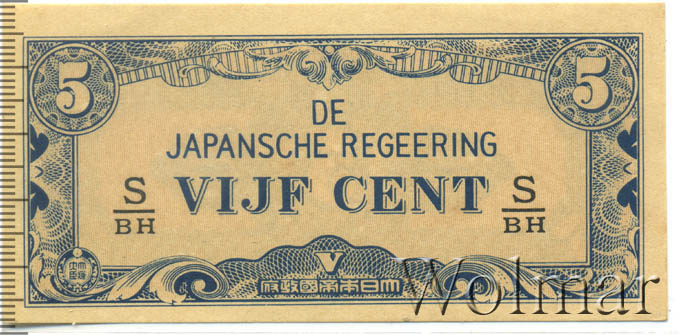 5 5
DE
JAPANSCHE REGEERING
S VIJF CENT S
BH BH
V
府政國帝本日大
Wolmar